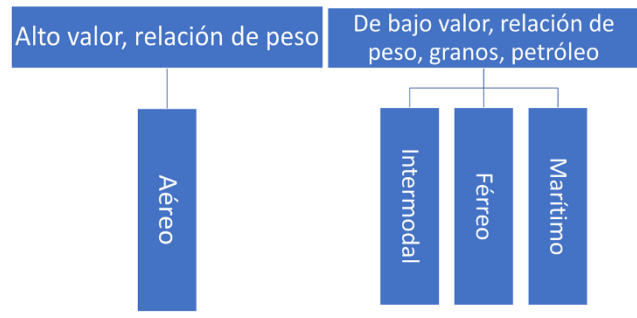 Alto valor, relación de peso
De bajo valor, relación de
peso, granos, petróleo
Aéreo
Intermodal
Férreo
Marítimo